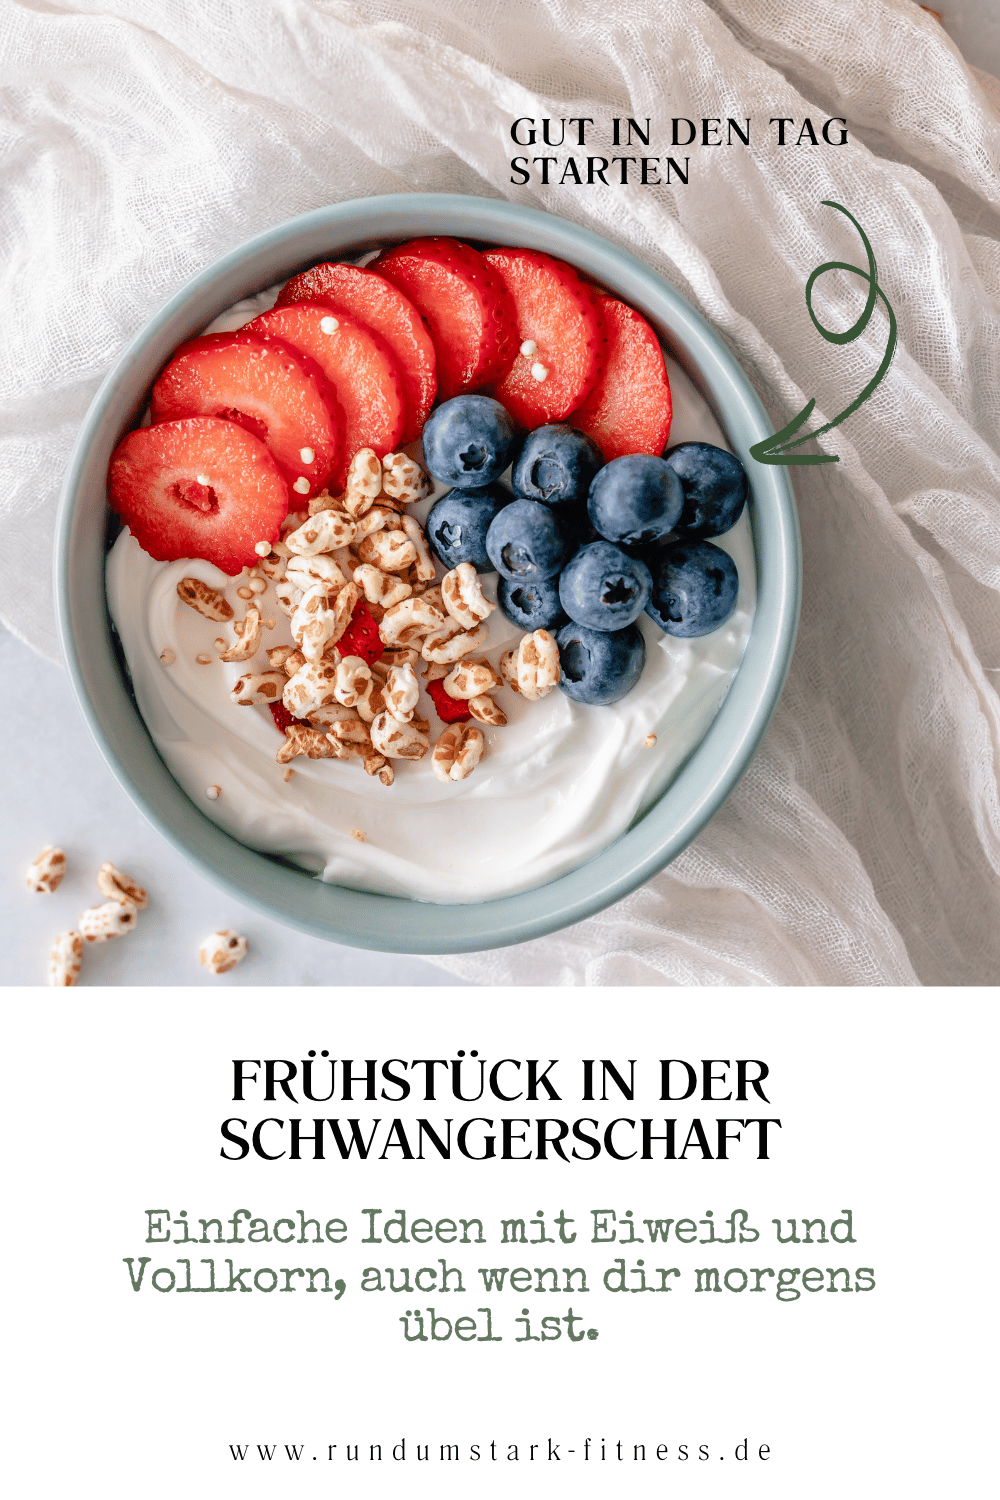 GUT IN DEN TAG
STARTEN
FRÜHSTÜCK IN DER
SCHWANGERSCHAFT
Einfache Ideen mit Eiweiß und
Vollkorn, auch wenn dir morgens
übel ist.
www.rundumstark-fitness.de